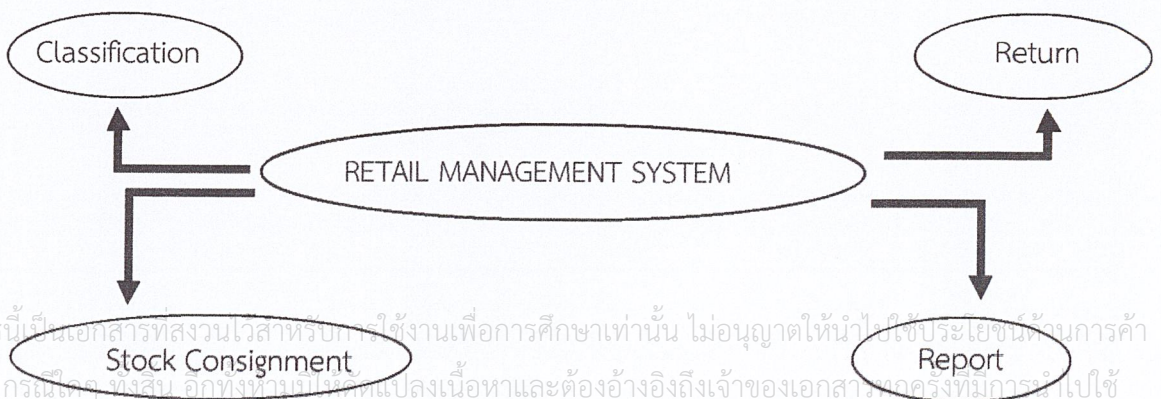 Classification
Return
RETAIL MANAGEMENT SYSTEM
รนี้เป็นเอกสารที่สงวนไว้สำหรับการใช้งานเพื่อการศึกษาเท่านั้น ไม่อนุญาตให้นำไปใช้ประโยชน์ด้านการค้า
Stock Consignment
Report
กรณีใดๆ ทั้งสิ้น อีกทั้งห้ามมิให้ดัดแปลงเนื้อหาและต้องอ้างอิงถึงเจ้าของเอกสารทุกครั้งที่มีการนำไปใช้